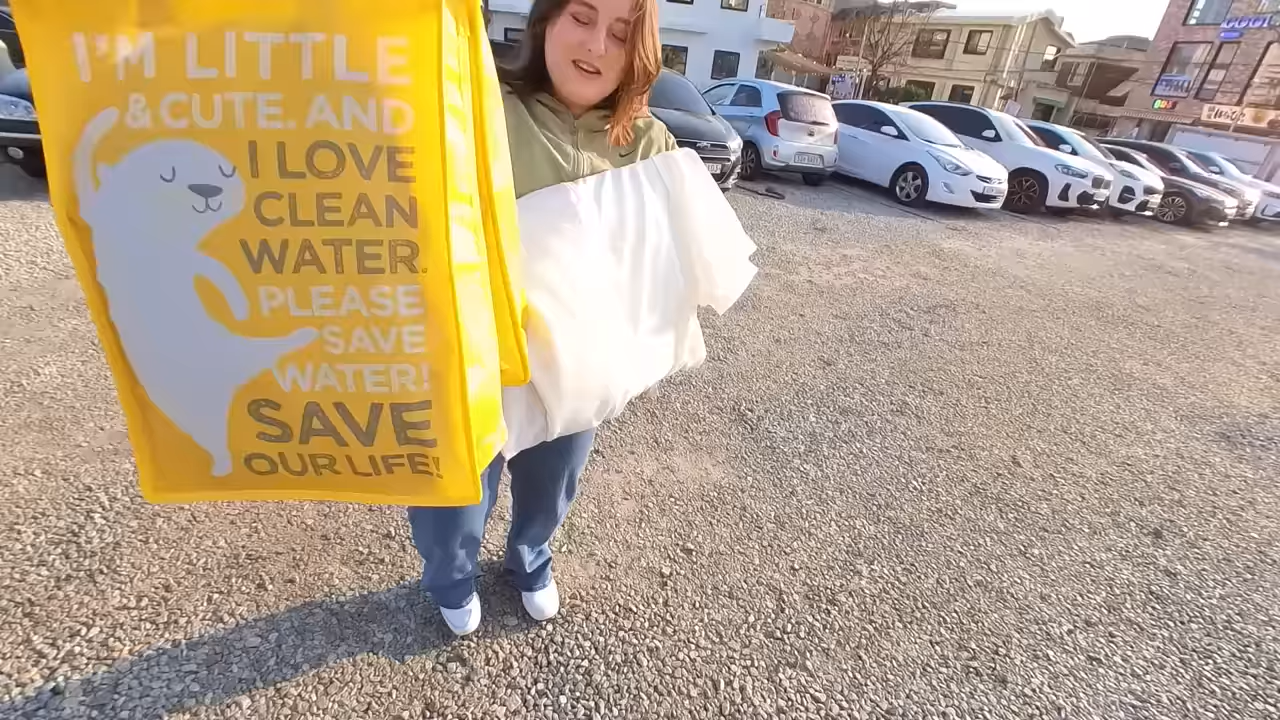 I'M LITTLE
& CUTE. AND
I LOVE
CLEAN
WATER.
PLEASE
SAVE
WATER!
SAVE
OUR LIFE!